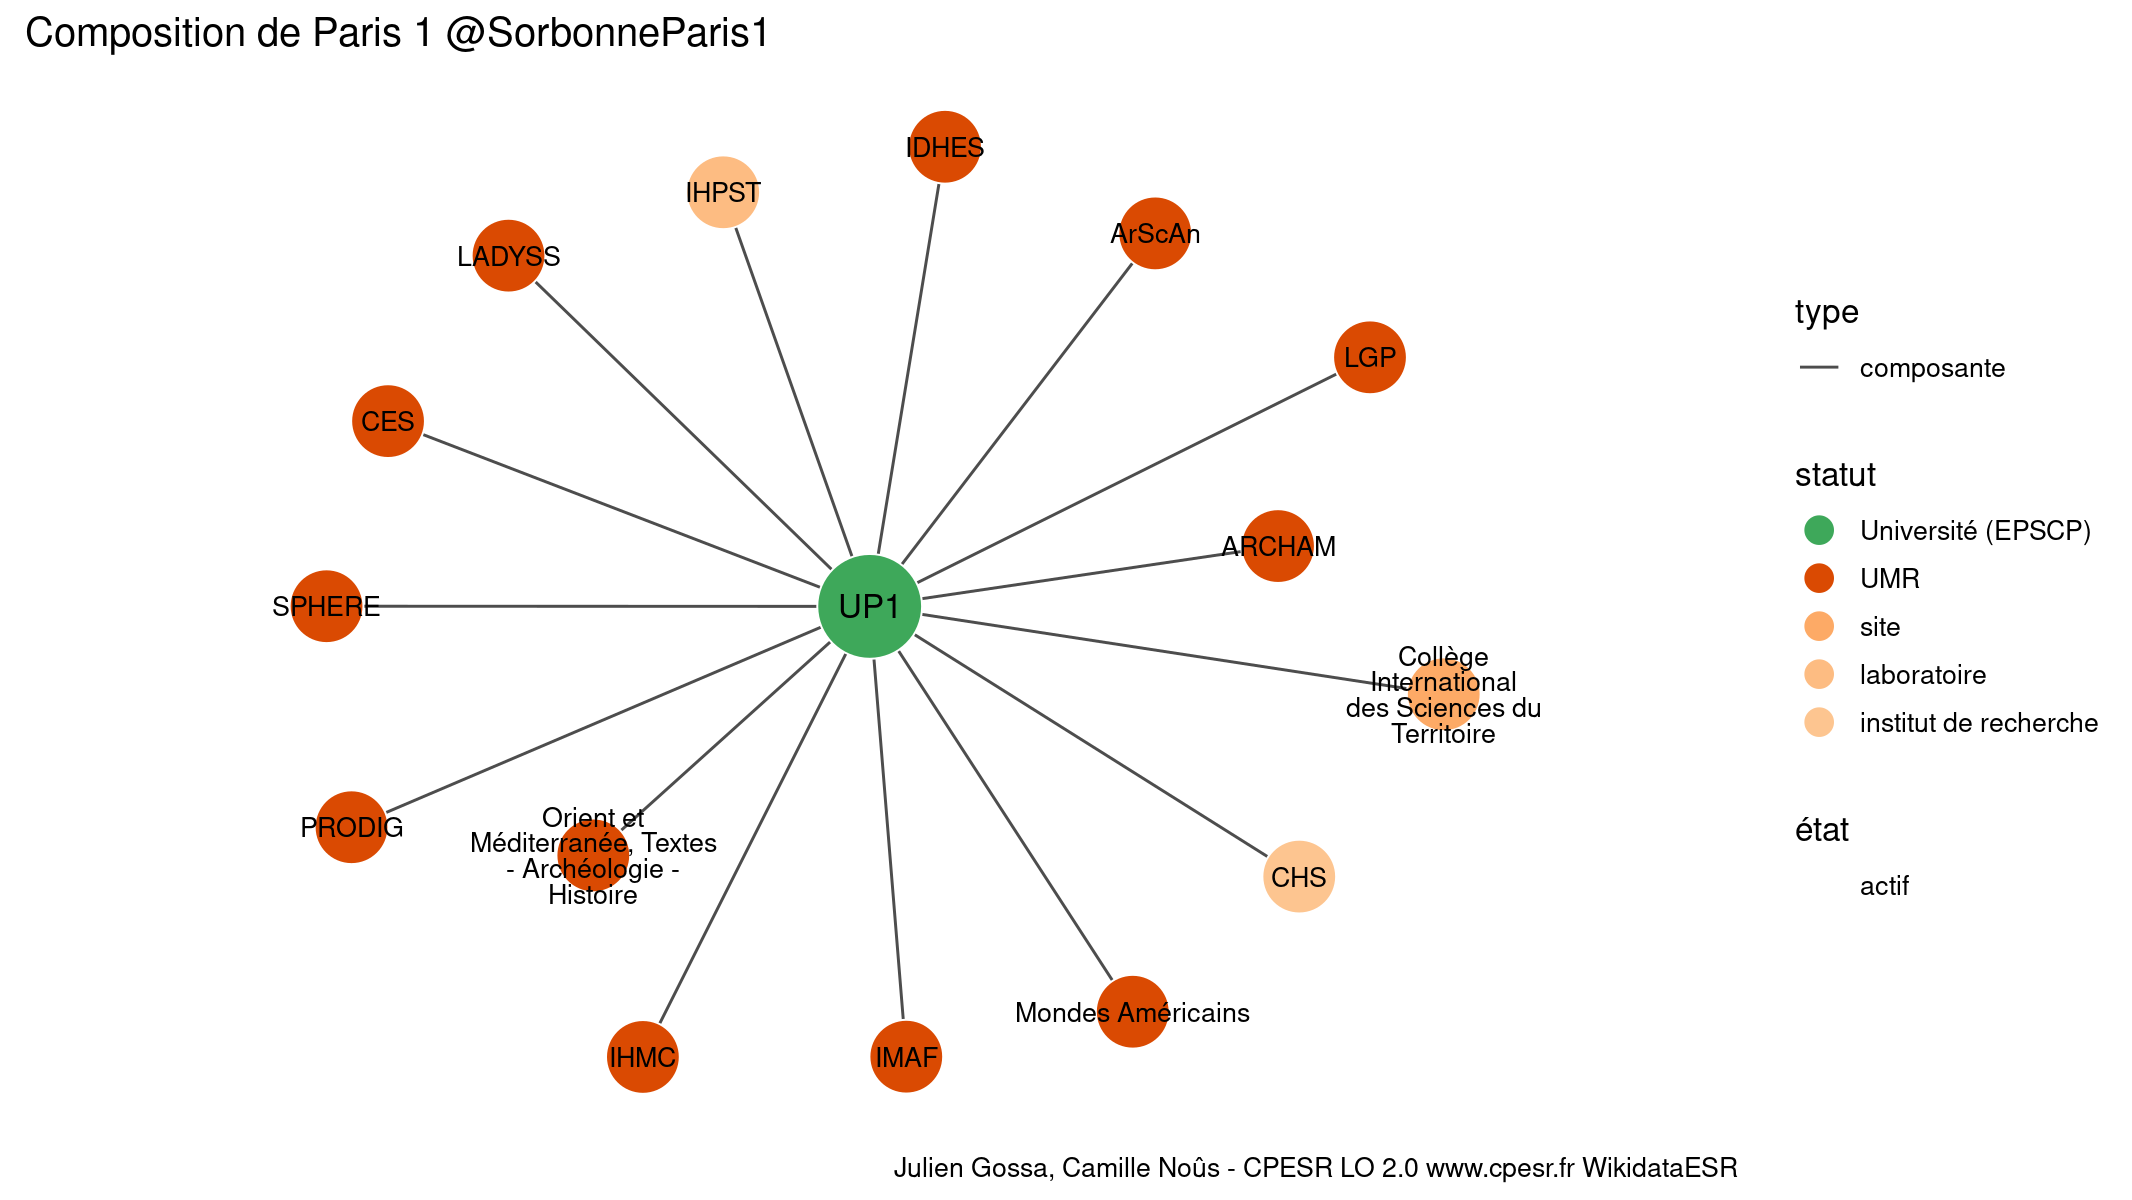 Composition de Paris 1 @SorbonneParis1
IDHES
IHPST
ArScAn
LADYSS
LGP
CES
ARCHAM
SPHERE
UP1
Collège
International
des Sciences du
Territoire
PRODIG
Orient et
Méditerranée, Textes
- Archéologie -
Histoire
CHS
Mondes Américains
IHMC
IMAF
type
composante
statut
Université (EPSCP)
UMR
site
laboratoire
institut de recherche
état
actif
Julien Gossa, Camille Noûs - CPESR LO 2.0 www.cpesr.fr WikidataESR